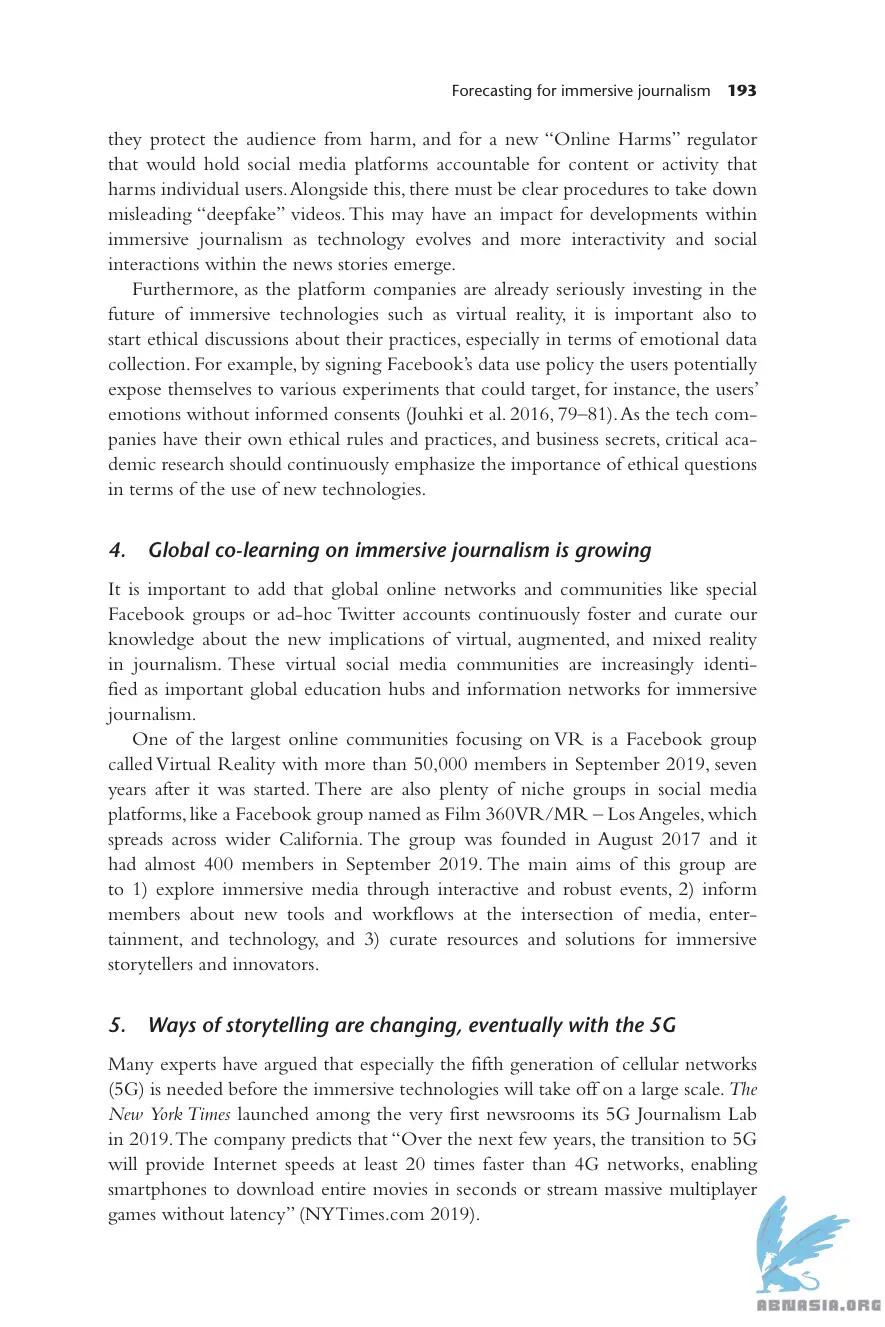 Forecasting for immersive journalism 193
they protect the audience from harm, and for a new “Online Harms” regulator
that would hold social media platforms accountable for content or activity that
harms individual users. Alongside this, there must be clear procedures to take down
misleading “deepfake” videos. This may have an impact for developments within
immersive journalism as technology evolves and more interactivity and social
interactions within the news stories emerge.
Furthermore, as the platform companies are already seriously investing in the
future of immersive technologies such as virtual reality, it is important also to
start ethical discussions about their practices, especially in terms of emotional data
collection. For example, by signing Facebook’s data use policy the users potentially
expose themselves to various experiments that could target, for instance, the users’
emotions without informed consents (Jouhki et al. 2016, 79–81). As the tech com-
panies have their own ethical rules and practices, and business secrets, critical aca-
demic research should continuously emphasize the importance of ethical questions
in terms of the use of new technologies.
4. Global co-learning on immersive journalism is growing
It is important to add that global online networks and communities like special
Facebook groups or ad-hoc Twitter accounts continuously foster and curate our
knowledge about the new implications of virtual, augmented, and mixed reality
in journalism. These virtual social media communities are increasingly identi-
fied as important global education hubs and information networks for immersive
journalism.
One of the largest online communities focusing on VR is a Facebook group
called Virtual Reality with more than 50,000 members in September 2019, seven
years after it was started. There are also plenty of niche groups in social media
platforms, like a Facebook group named as Film 360VR/MR – Los Angeles, which
spreads across wider California. The group was founded in August 2017 and it
had almost 400 members in September 2019. The main aims of this group are
to 1) explore immersive media through interactive and robust events, 2) inform
members about new tools and workflows at the intersection of media, enter-
tainment, and technology, and 3) curate resources and solutions for immersive
storytellers and innovators.
5. Ways of storytelling are changing, eventually with the 5G
Many experts have argued that especially the fifth generation of cellular networks
(5G) is needed before the immersive technologies will take off on a large scale. The
New York Times launched among the very first newsrooms its 5G Journalism Lab
in 2019. The company predicts that “Over the next few years, the transition to 5G
will provide Internet speeds at least 20 times faster than 4G networks, enabling
smartphones to download entire movies in seconds or stream massive multiplayer
games without latency” (NYTimes.com 2019).
ABNASIA.ORG